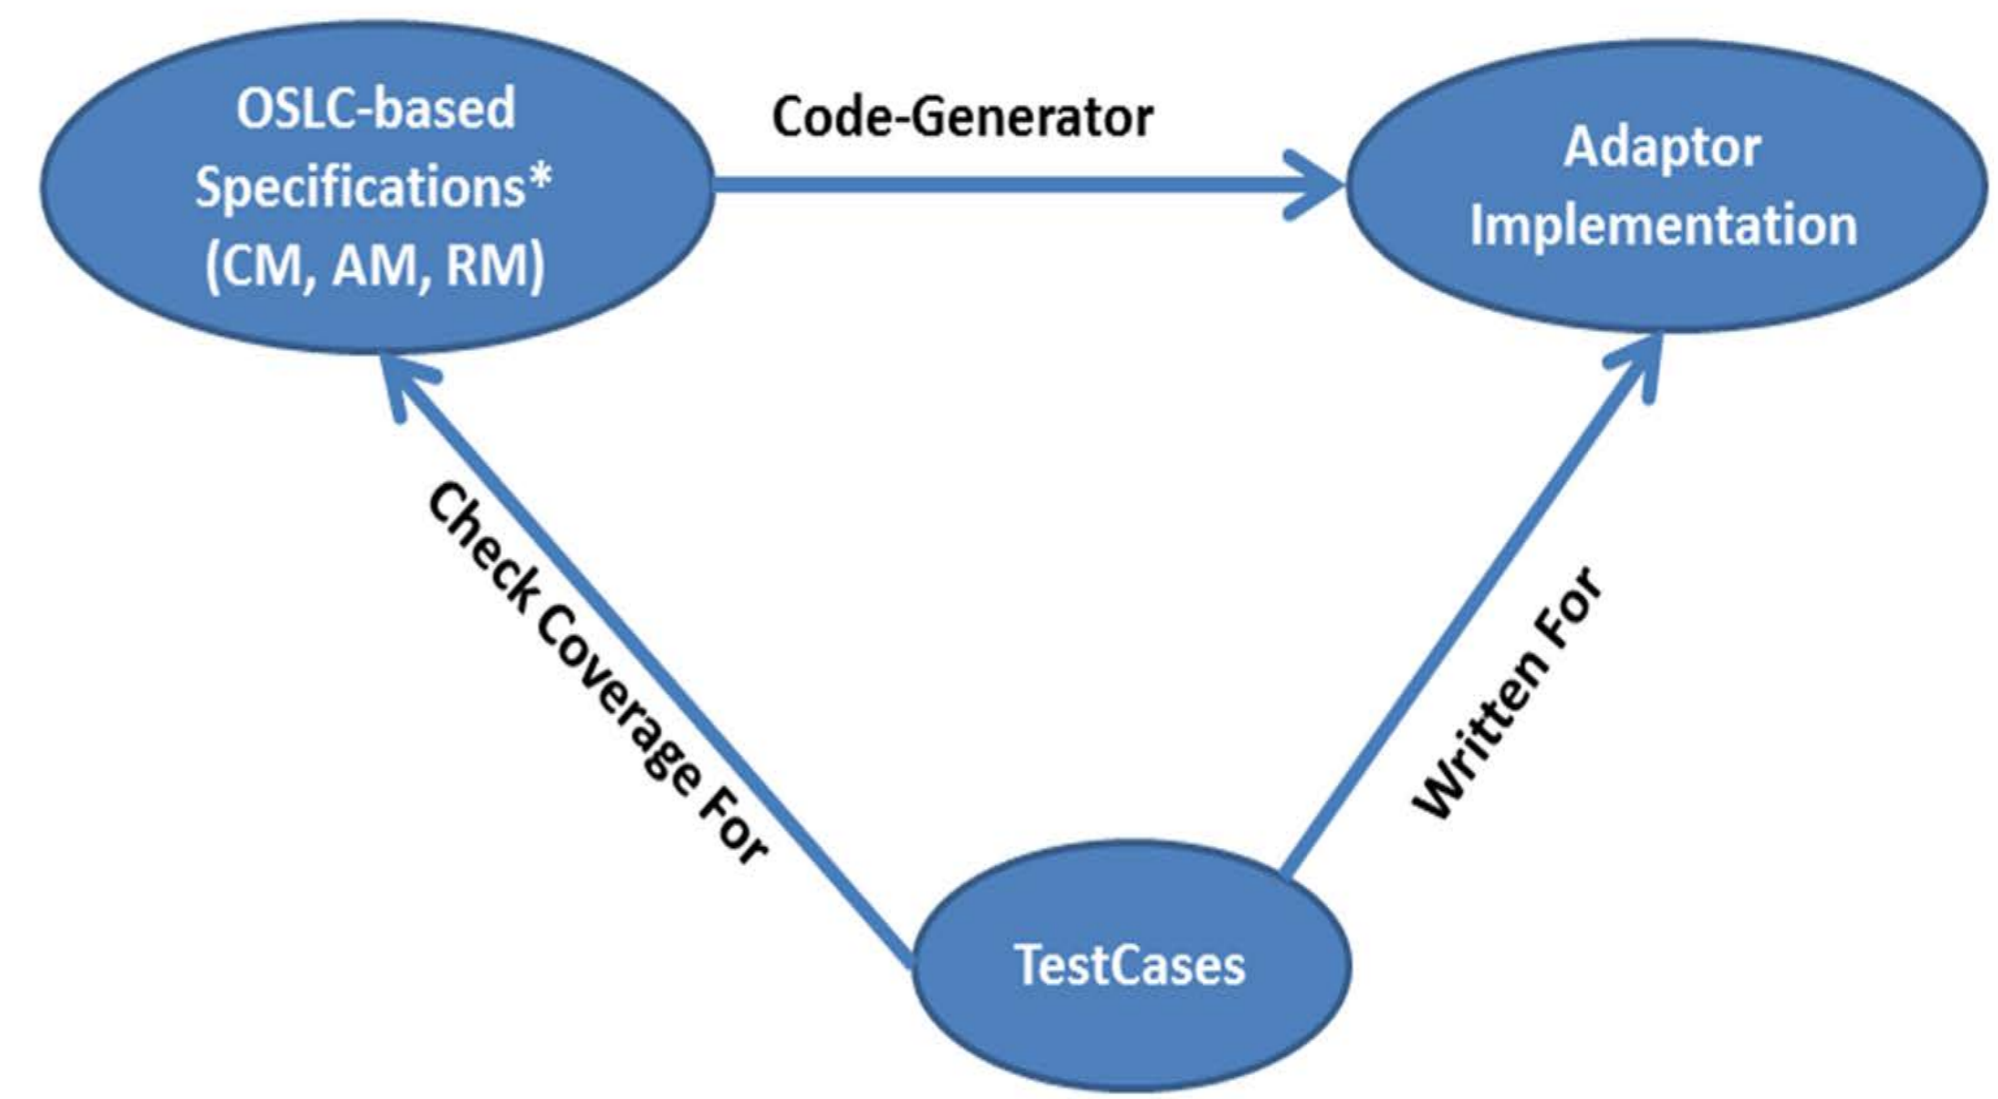 OSLC-based
Specifications*
(CM, AM, RM)
Code-Generator
Adaptor
Implementation
Check Coverage For
Written For
TestCases